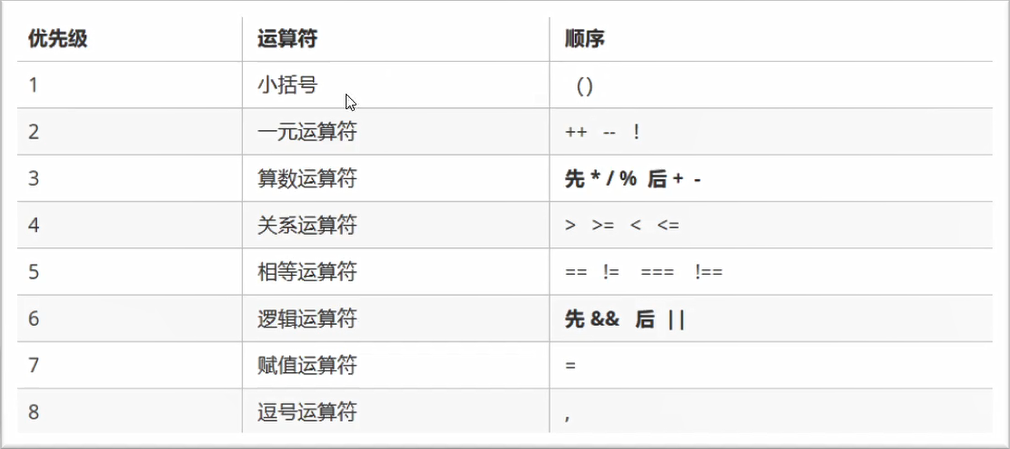 优先级 运算符 顺序
1 小括号 ()
2 一元运算符 ++ -- !
3 算数运算符 先 * / % 后 + -
4 关系运算符 > >= < <=
5 相等运算符 == != === !==
6 逻辑运算符 先 && 后 ||
7 赋值运算符 =
8 逗号运算符 ,